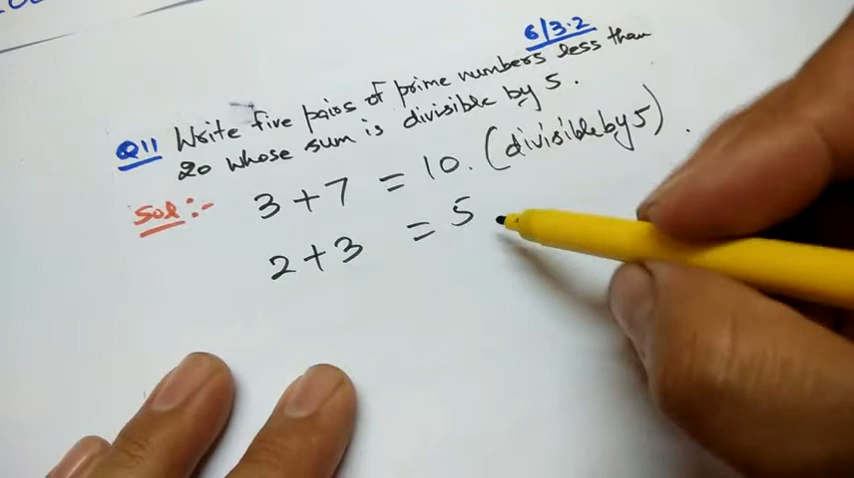 6/3.2
Q11 Write five pairs of prime numbers less than
20 whose sum is divisible by 5.
Sol:- 3+7 = 10. (divisible by 5).
2+3 = 5